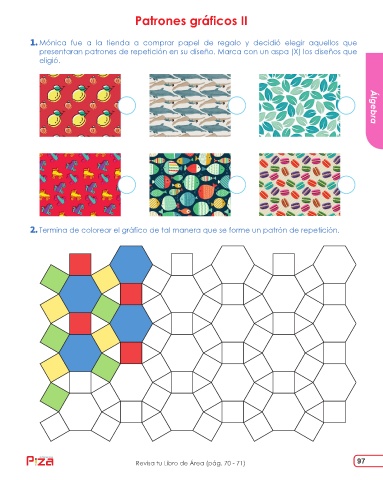 Patrones gráficos II
1. Mónica fue a la tienda a comprar papel de regalo y decidió elegir aquellos que
presentaran patrones de repetición en su diseño. Marca con un aspa (X) los diseños que
eligió.
Álgebra
2. Termina de colorear el gráfico de tal manera que se forme un patrón de repetición.
Pizza
Revisa tu Libro de Área (pág. 70 - 71)
97